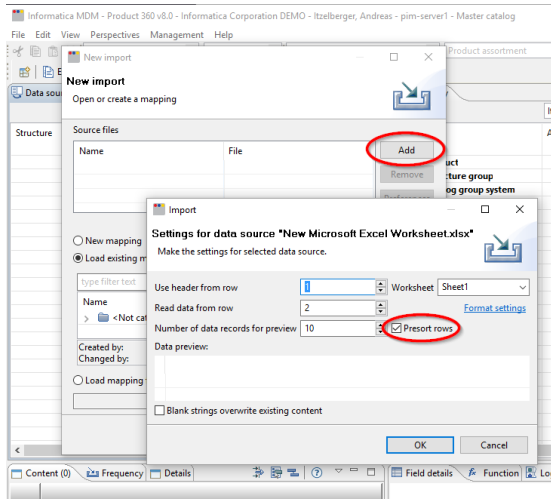 Informatica MDM - Product 360 v8.0 - Informatica Corporation DEMO - Itzelberger, Andreas - pim-server1 - Master catalog
File Edit View Perspectives Management Help
Product assortment
New import
New import
Open or create a mapping
Data sou
Structure
Source files
Name File
Add
Remove
uct
ture group
og group system
Import
Settings for data source "New Microsoft Excel Worksheet.xlsx"
Make the settings for selected data source.
New mapping
Load existing m
type filter text
Name
> <Not cat
Created by:
Changed by:
Load mapping
Use header from row 1 Worksheet Sheet1
Read data from row 2 Format settings
Number of data records for preview 10 Presort rows
Data preview:
Blank strings overwrite existing content
OK Cancel
Content (0) Frequency Details Field details Function Lo